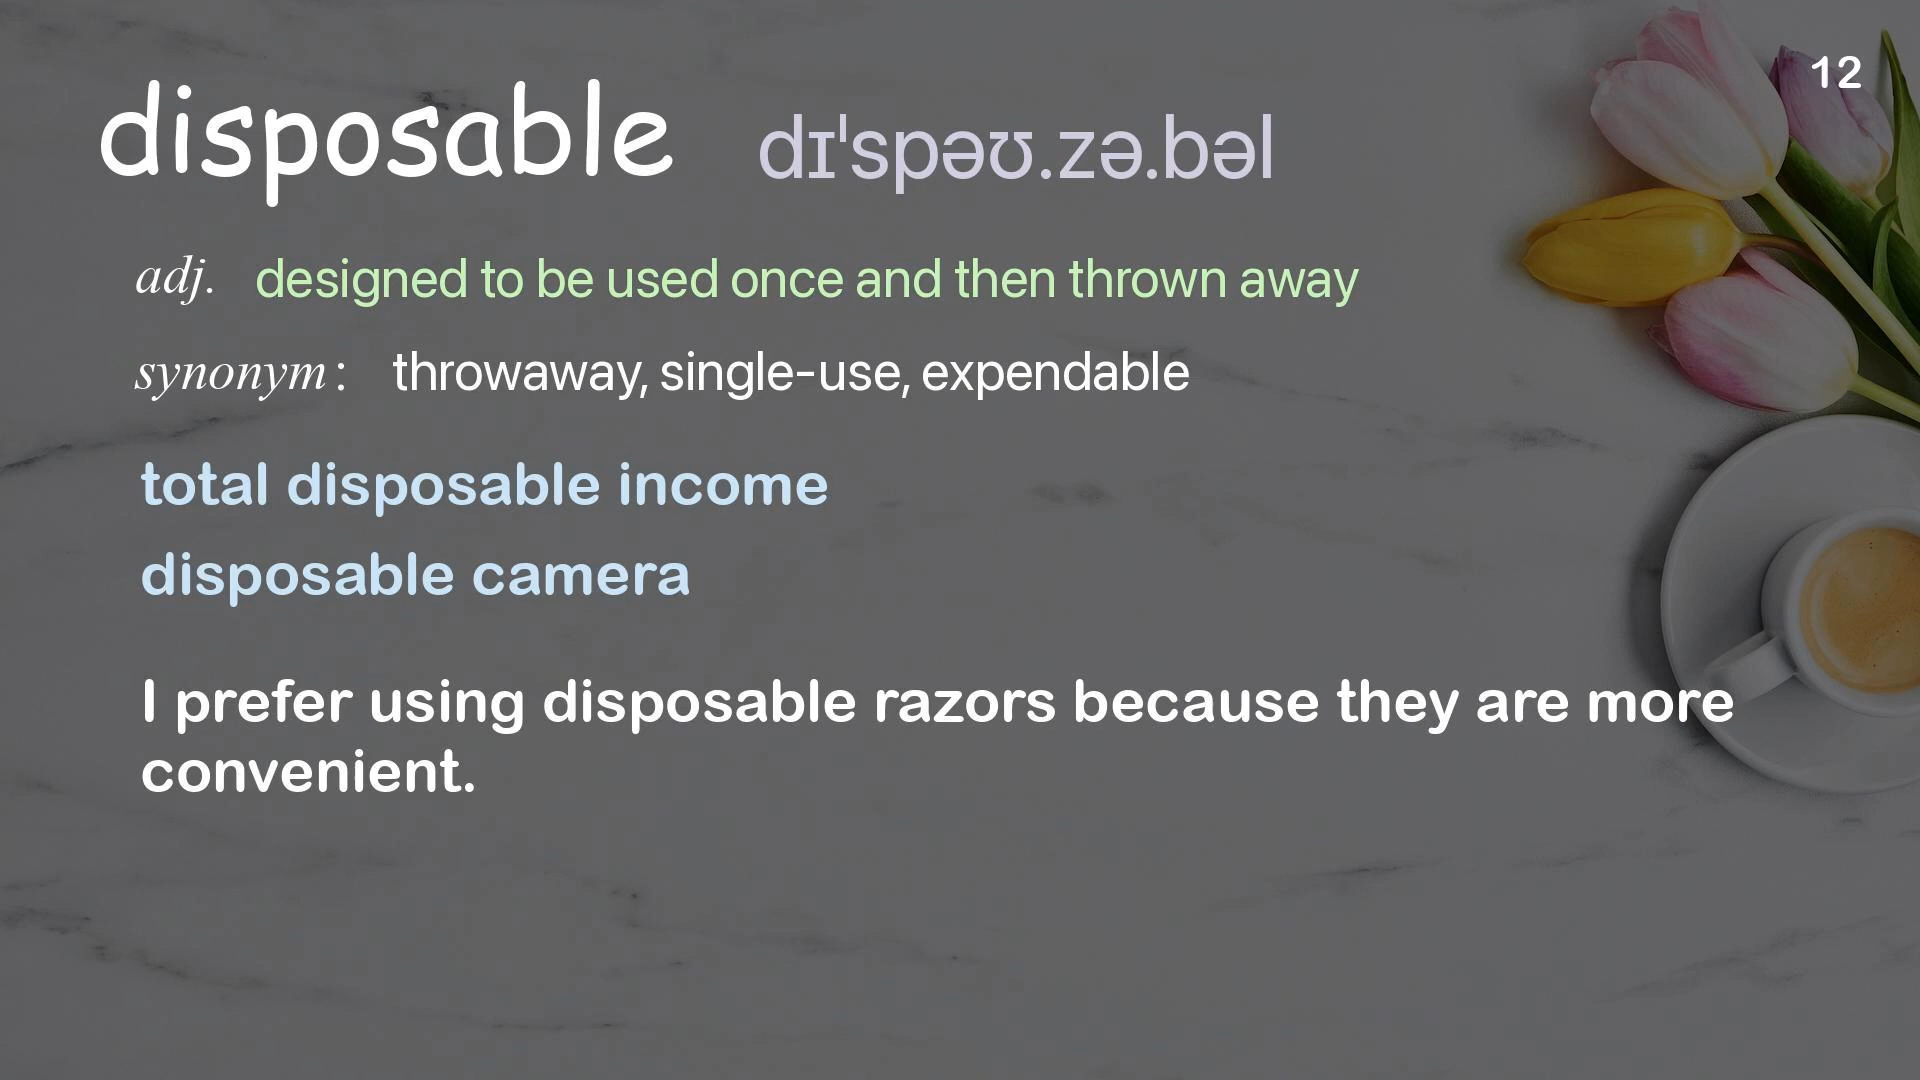 12
disposable dɪˈspəʊ.zə.bəl
adj. designed to be used once and then thrown away
synonym : throwaway, single-use, expendable
total disposable income
disposable camera
I prefer using disposable razors because they are more
convenient.